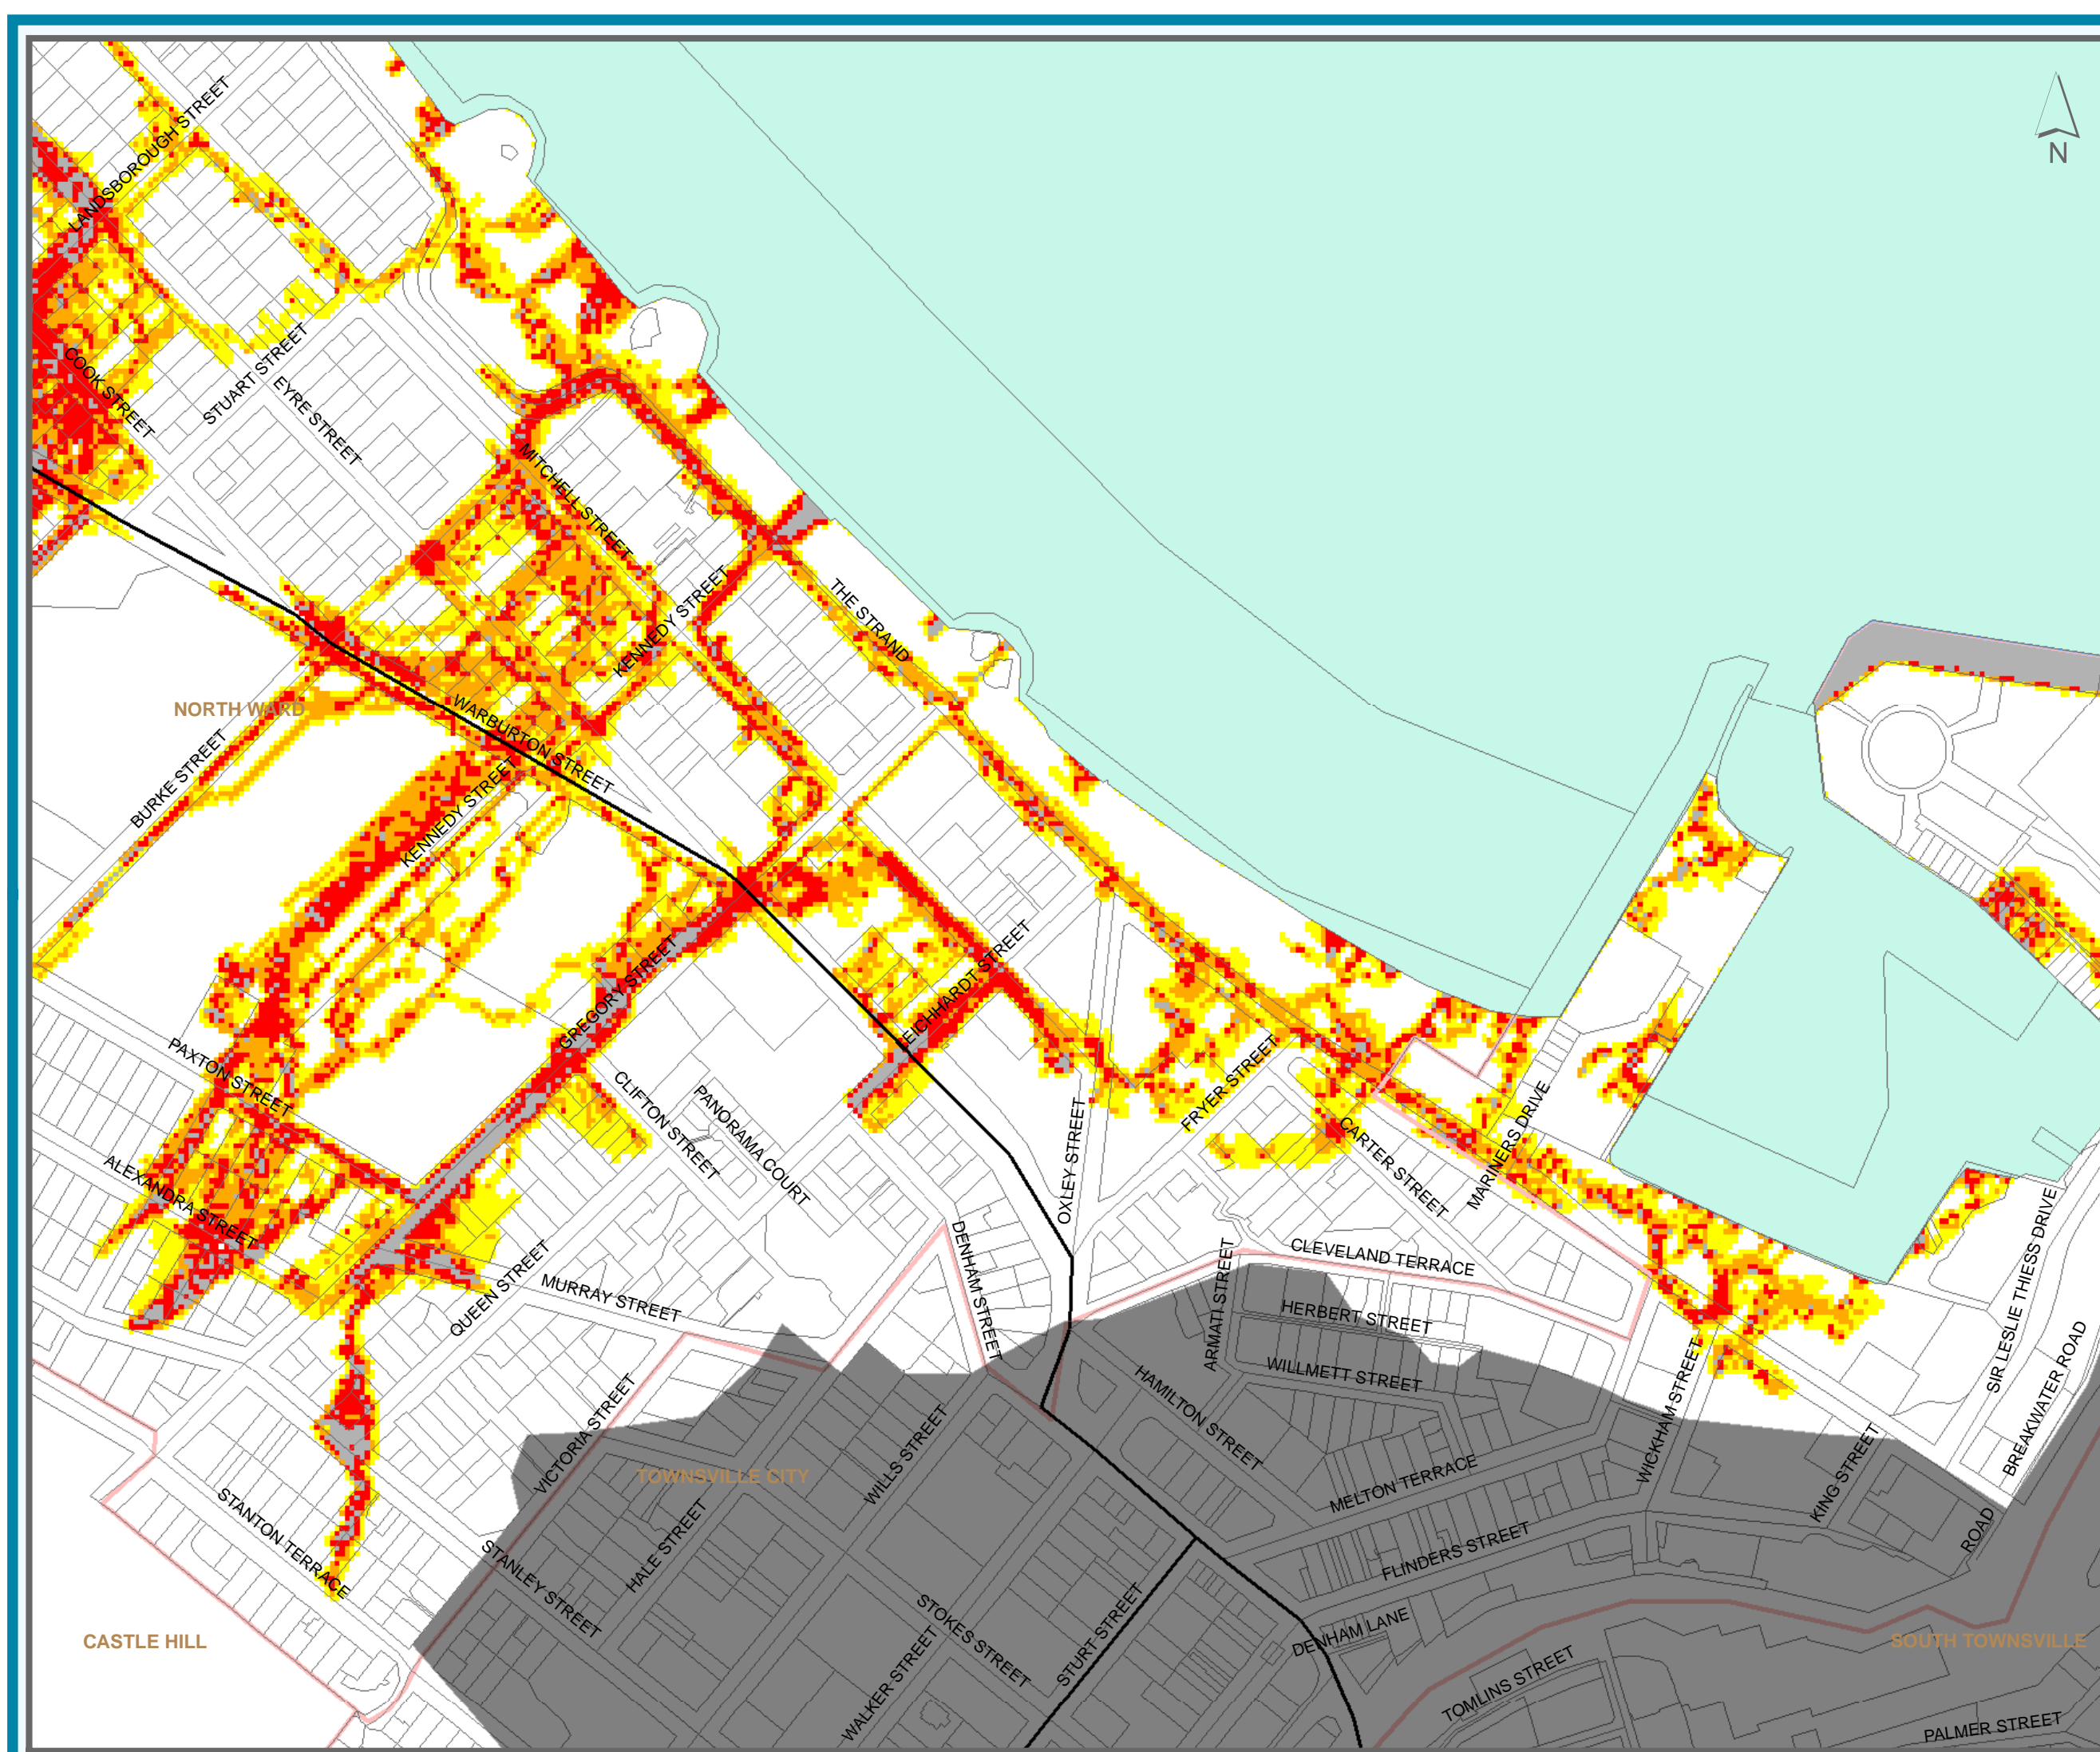 LANDSBOROUGH STREET
N
COOK STREET
STUART STREET
EYRE STREET
MITCHELL STREET
KENNEDY STREET
THE STRAND
NORTH WARD
WARBURTON STREET
BURKE STREET
KENNEDY STREET
GREGORY STREET
LEICHHARDT STREET
PAXTON STREET
CLIFTON STREET
PANORAMA COURT
FRYER STREET
OXLEY STREET
CARTER STREET
MARINERS DRIVE
ALEXANDRA STREET
QUEEN STREET
MURRAY STREET
DENHAM STREET
ARMATI STREET
CLEVELAND TERRACE
HERBERT STREET
WILLMETT STREET
SIR LESLIE THIESS DRIVE
BREAKWATER ROAD
HAMILTON STREET
WICKHAM STREET
VICTORIA STREET
WILLS STREET
TOWNSVILLE CITY
MELTON TERRACE
KING STREET
STANTON TERRACE
HALE STREET
STANLEY STREET
FLINDERS STREET
ROAD
CASTLE HILL
STOKES STREET
STURT STREET
DENHAM LANE
WALKER STREET
SOUTH TOWNSVILLE
TOMLINS STREET
PALMER STREET